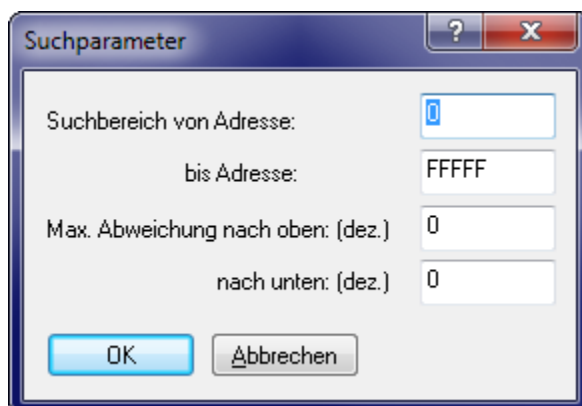 Suchparameter
?
Suchbereich von Adresse: 0
bis Adresse: FFFFF
Max. Abweichung nach oben: (dez.) 0
nach unten: (dez.) 0
OK Abbrechen